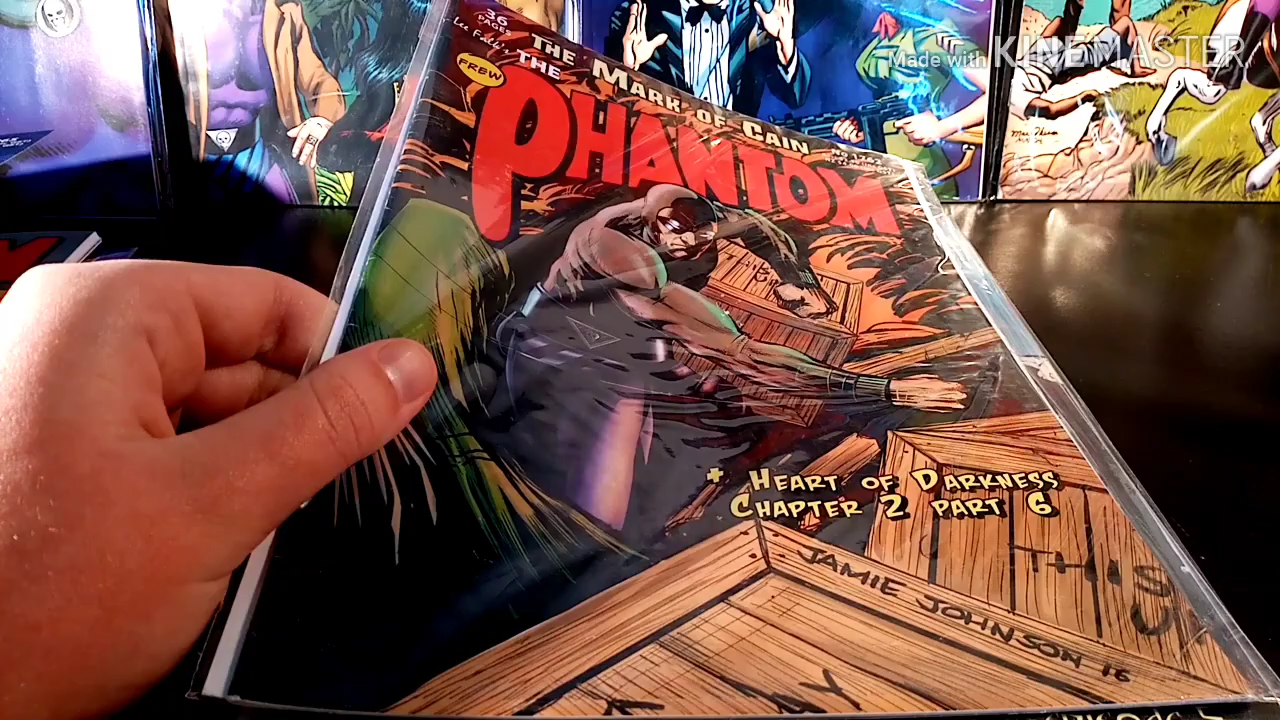 Made with KINEMASTER
36
PAGES
Lee Falk's
THE MARK OF CAIN
FREW
THE
PHANTOM
+ HEART OF DARKNESS
CHAPTER 2 PART 6
THIS
JAMIE JOHNSON 16